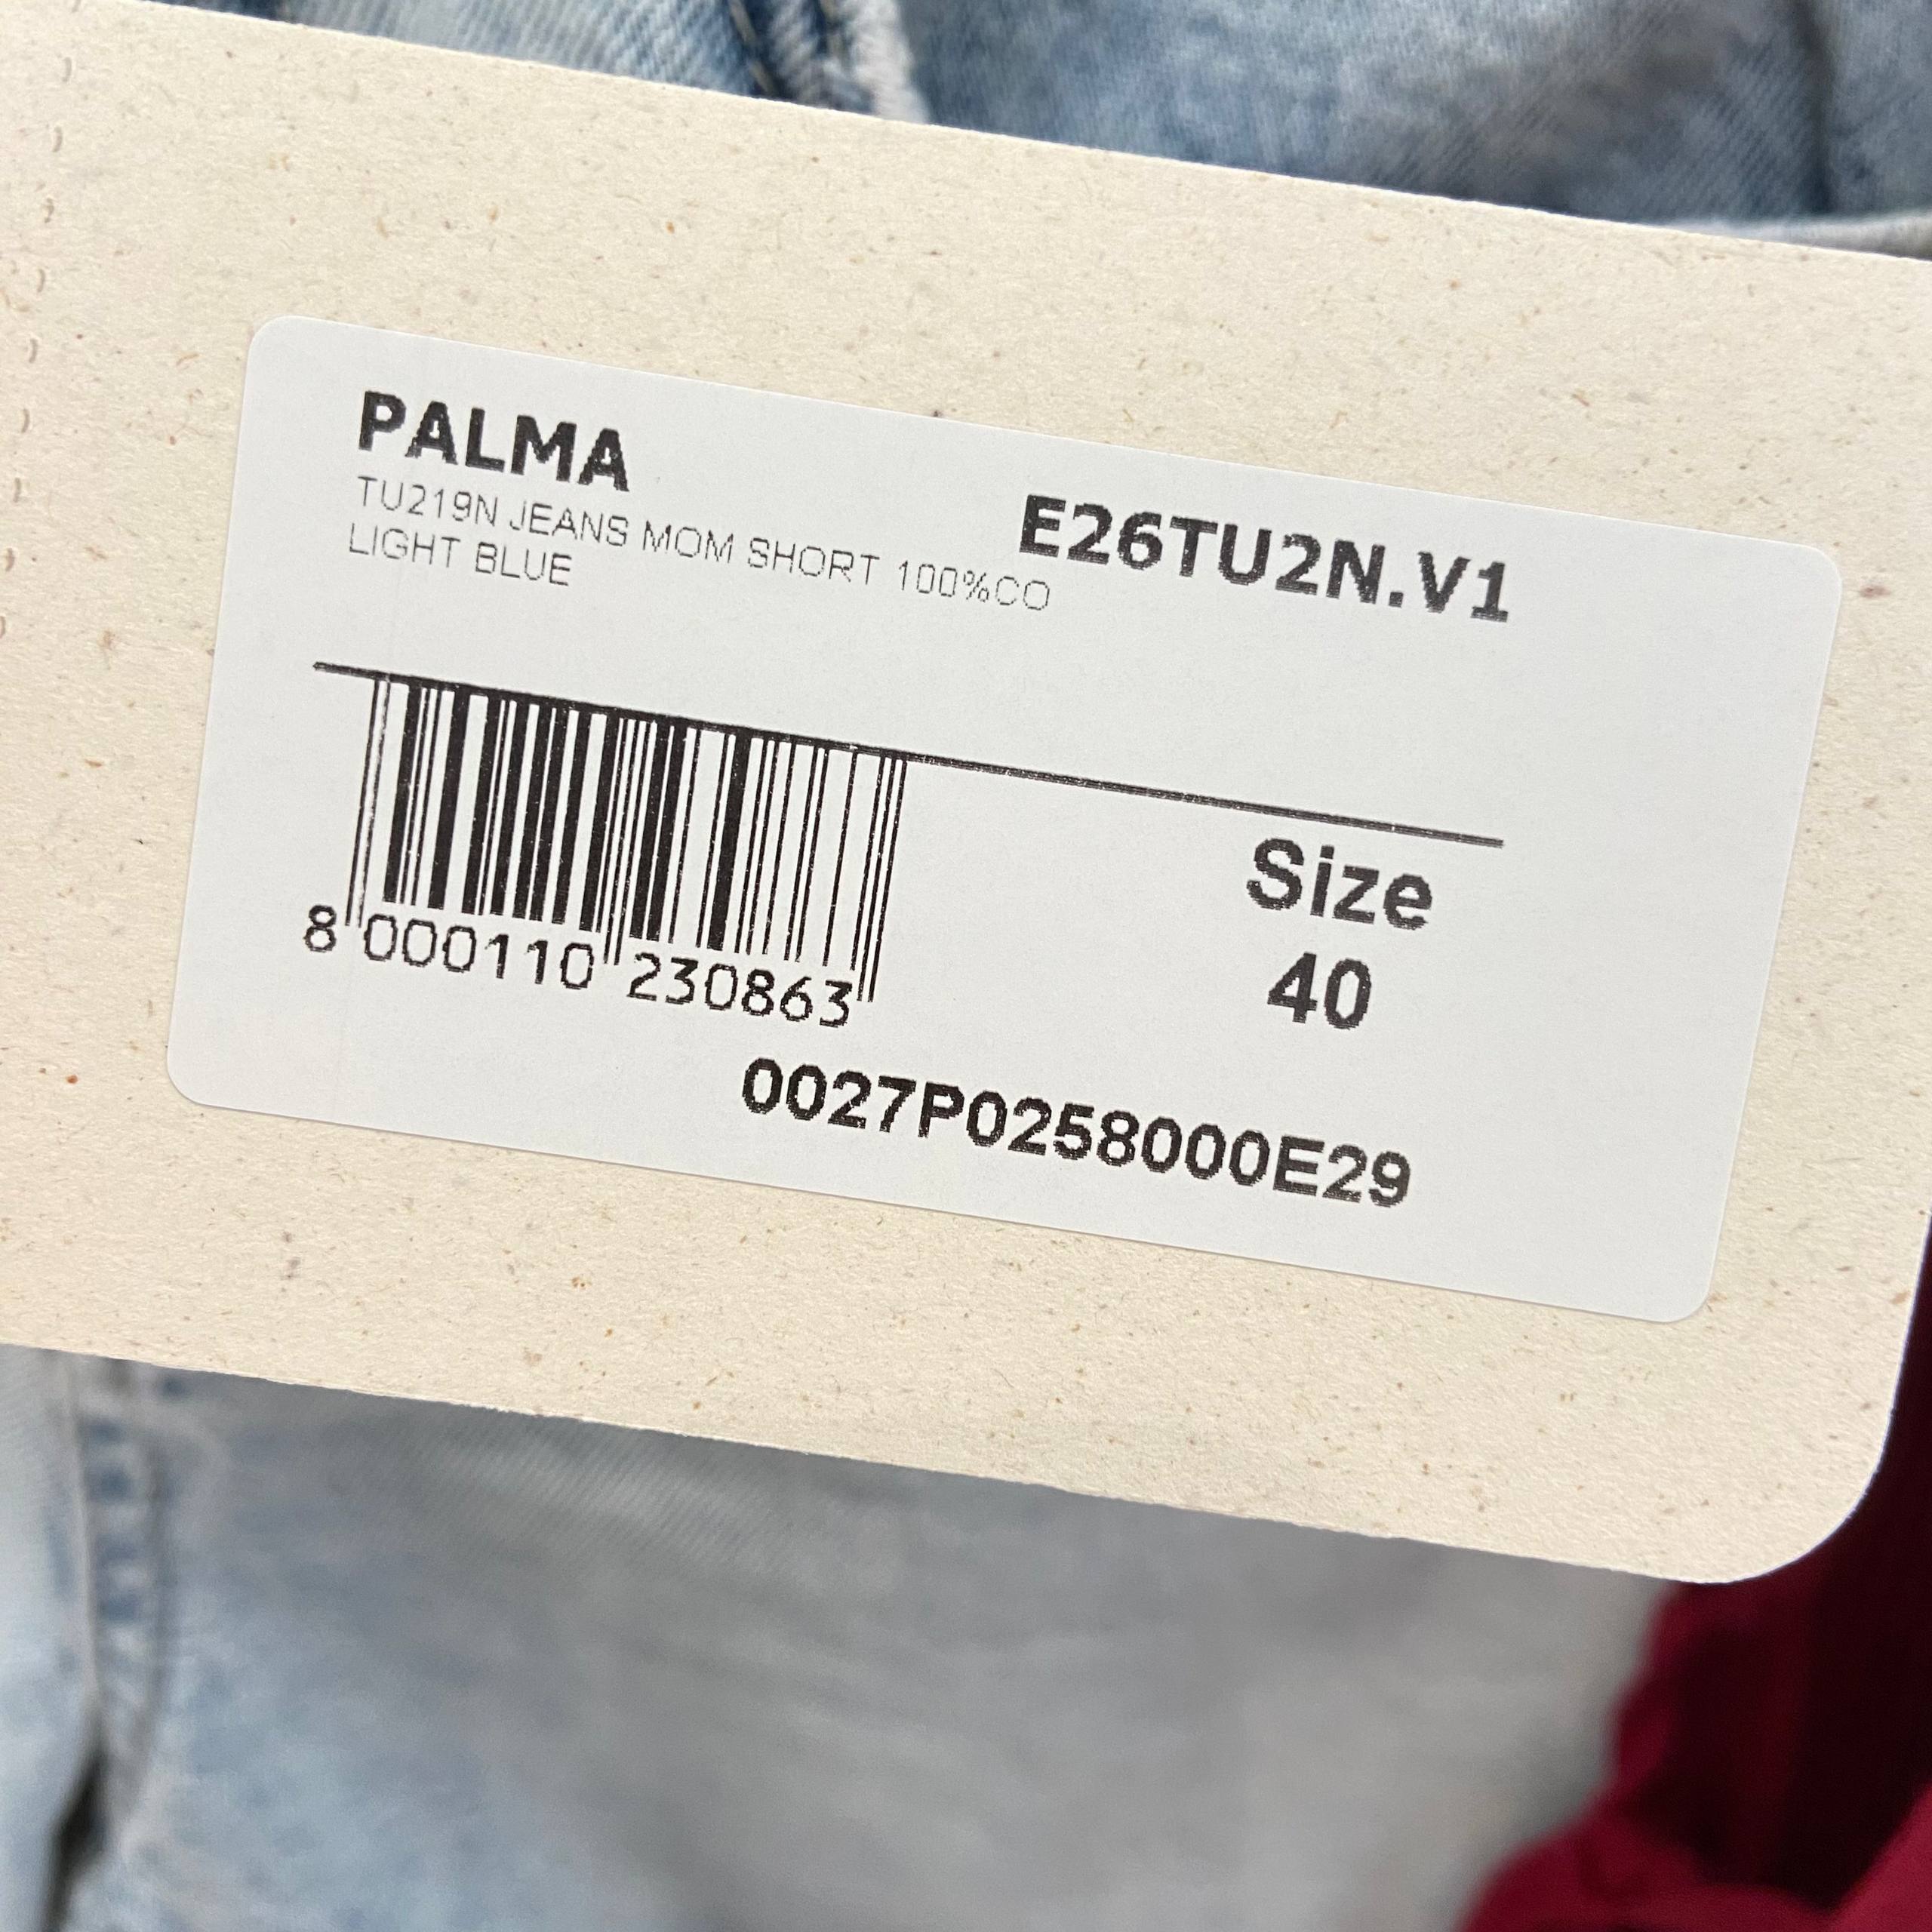 PALMA
E26TU2N.V1
TU219N JEANS MOM SHORT 100%CO
LIGHT BLUE
8 000110 230863
Size
40
0027P0258000E29